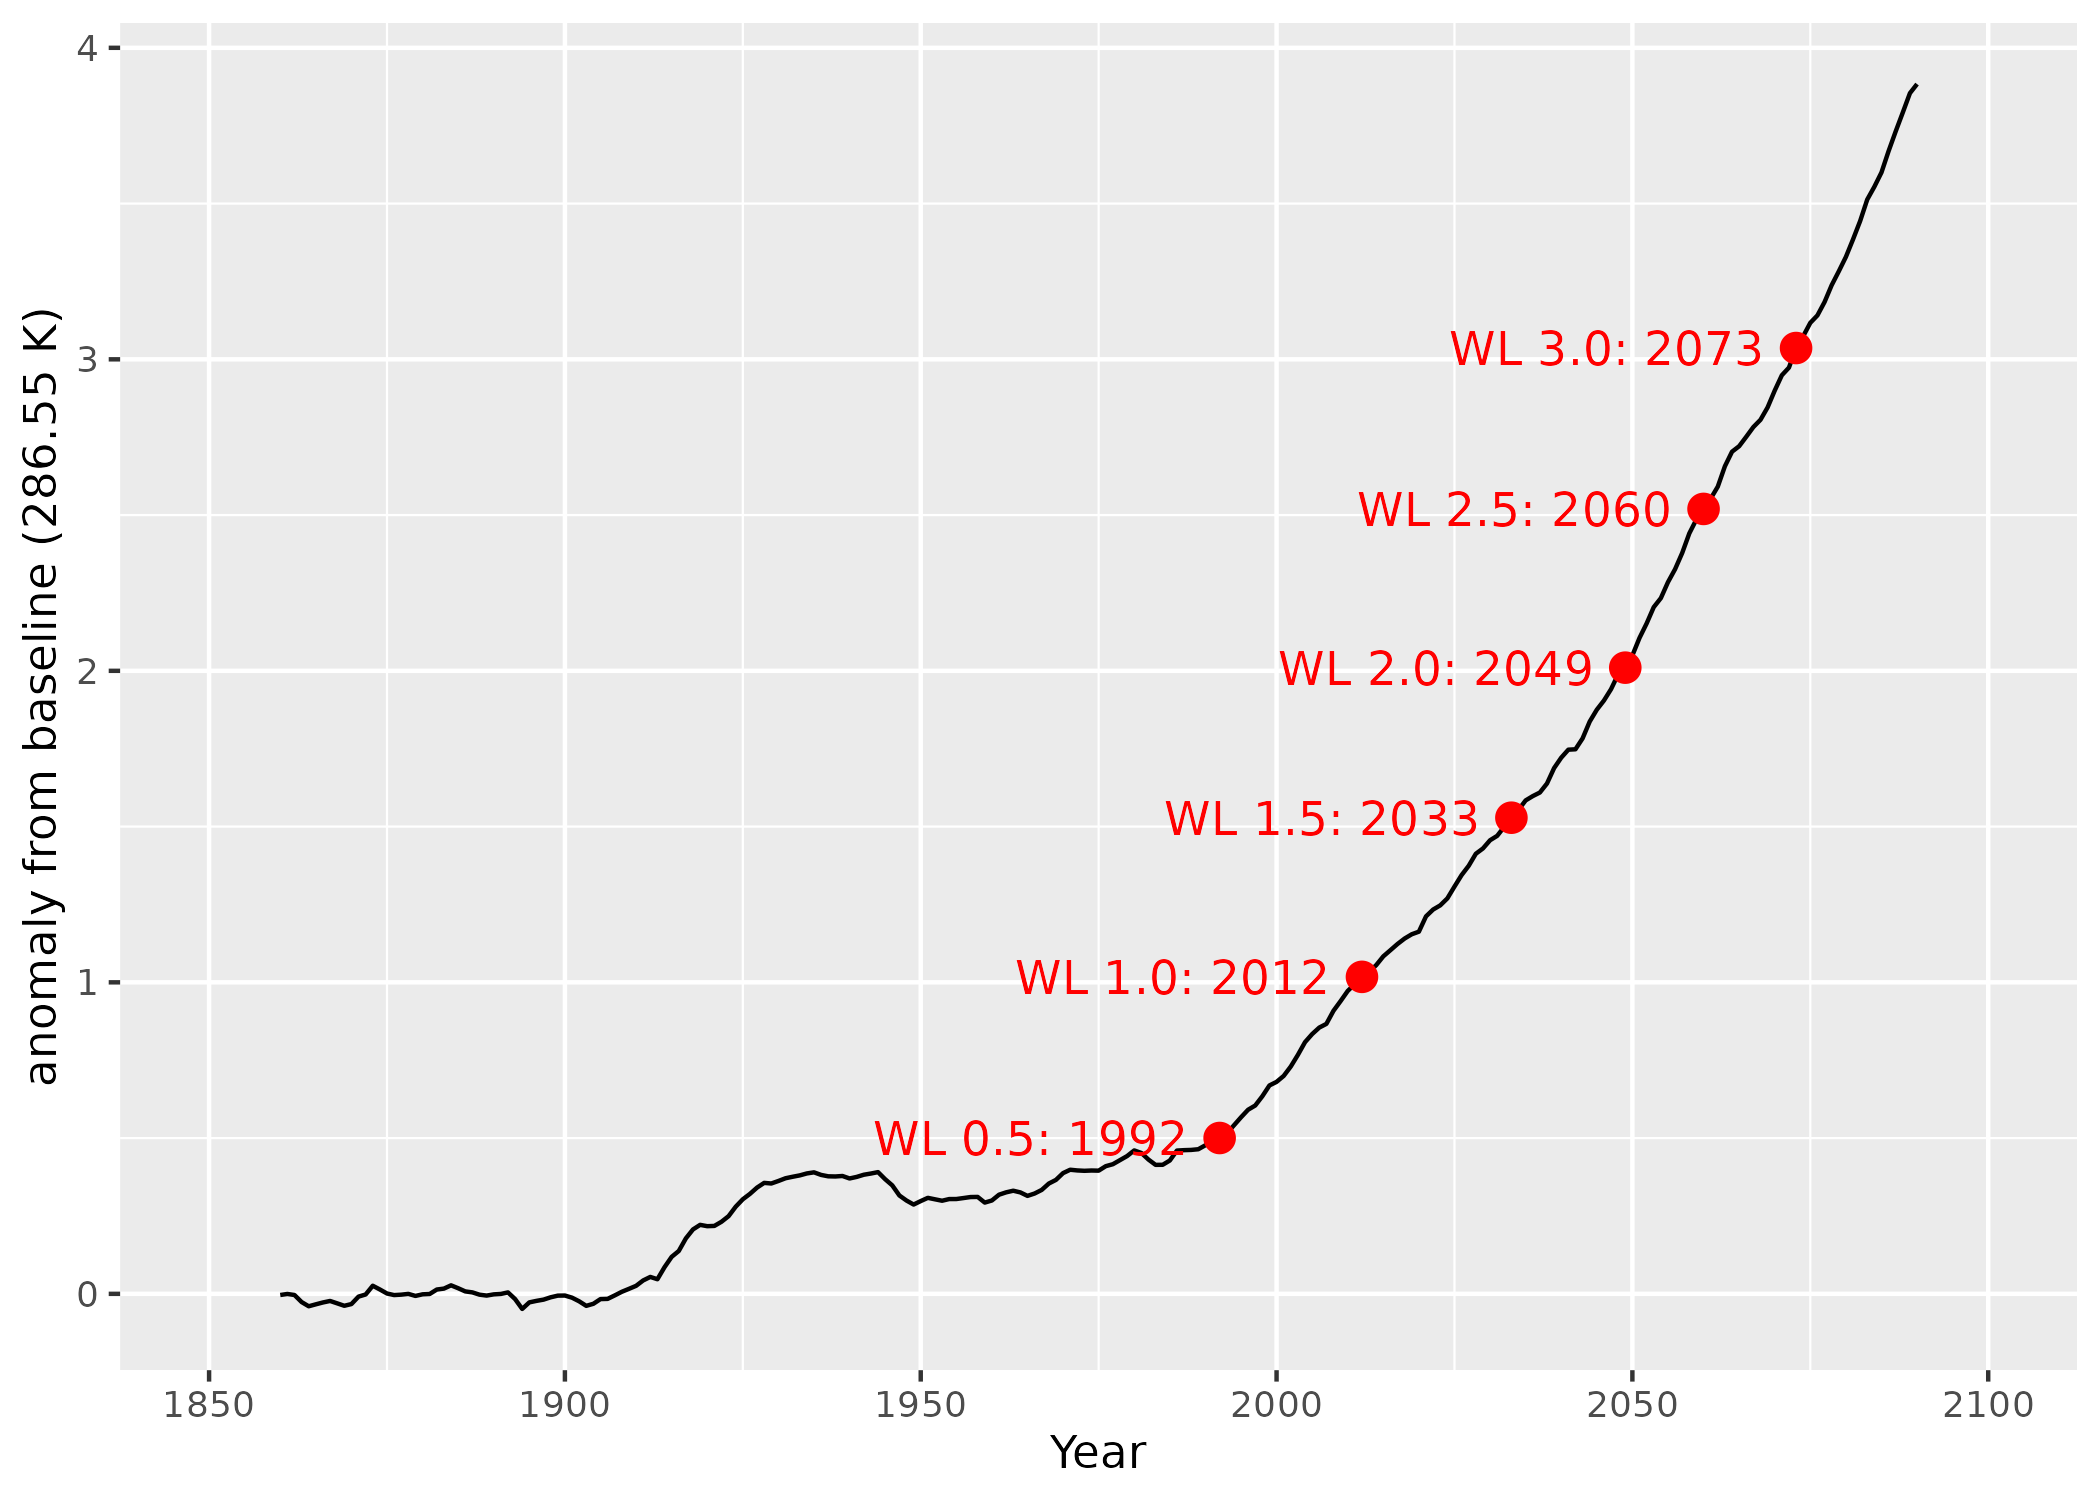 4
3
2
1
0
anomaly from baseline (286.55 K)
WL 3.0: 2073
WL 2.5: 2060
WL 2.0: 2049
WL 1.5: 2033
WL 1.0: 2012
WL 0.5: 1992
1850 1900 1950 2000 2050 2100
Year